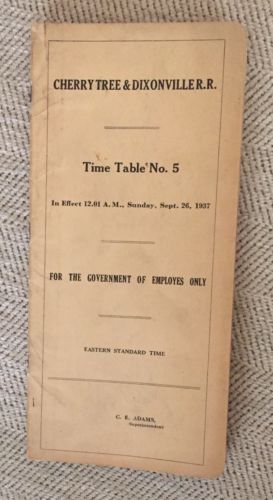 CHERRY TREE & DIXONVILLE R.R.
Time Table No. 5
In Effect 12.01 A. M., Sunday, Sept. 26, 1937
FOR THE GOVERNMENT OF EMPLOYES ONLY
EASTERN STANDARD TIME
C. E. ADAMS,
Superintendent